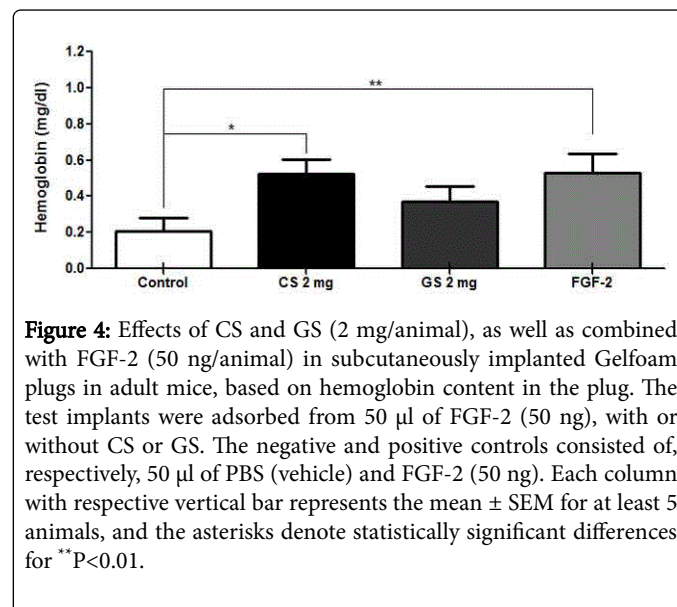 1.2
1.0
0.8
0.6
0.4
0.2
0.0
Hemoglobin (mg/dl)
**
*
Control CS 2 mg GS 2 mg FGF-2
Figure 4: Effects of CS and GS (2 mg/animal), as well as combined
with FGF-2 (50 ng/animal) in subcutaneously implanted Gelfoam
plugs in adult mice, based on hemoglobin content in the plug. The
test implants were adsorbed from 50 μl of FGF-2 (50 ng), with or
without CS or GS. The negative and positive controls consisted of,
respectively, 50 μl of PBS (vehicle) and FGF-2 (50 ng). Each column
with respective vertical bar represents the mean ± SEM for at least 5
animals, and the asterisks denote statistically significant differences
for **P<0.01.